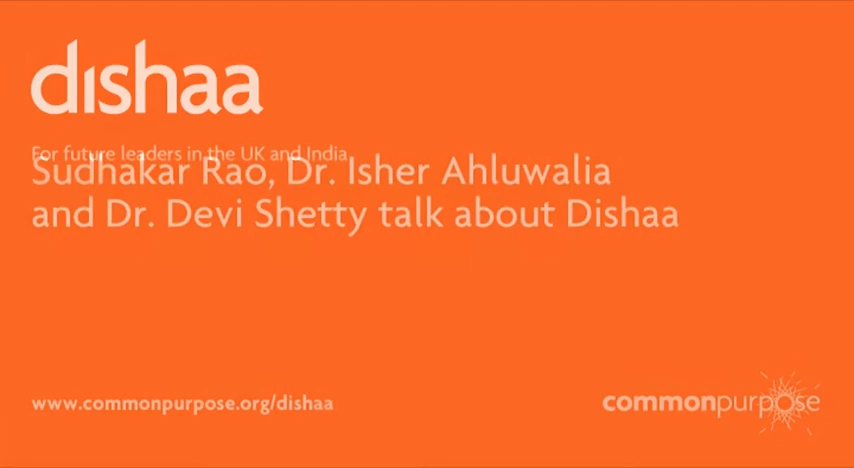 dishaa
For future leaders in the UK and India
Sudhakar Rao, Dr. Isher Ahluwalia
and Dr. Devi Shetty talk about Dishaa
www.commonpurpose.org/dishaa
commonpurpose